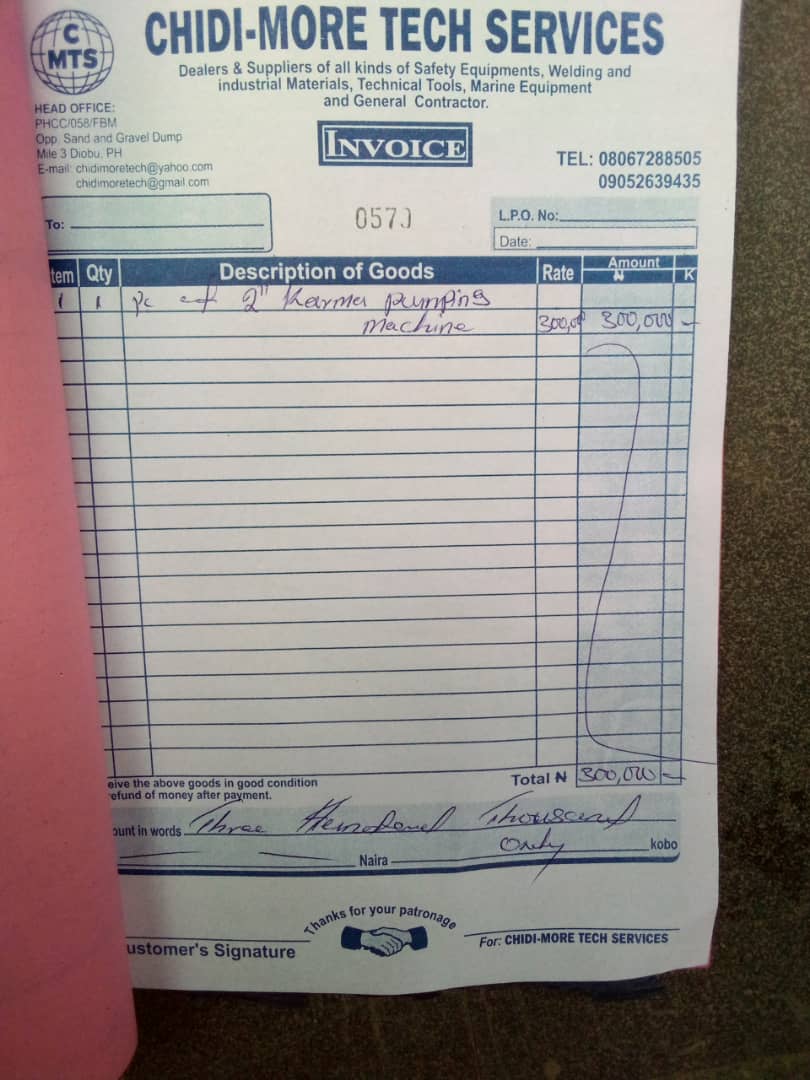 C
MTS
CHIDI-MORE TECH SERVICES
Dealers & Suppliers of all kinds of Safety Equipments, Welding and
industrial Materials, Technical Tools, Marine Equipment
and General Contractor.
HEAD OFFICE:
PHCC/058/FBM
Opp. Sand and Gravel Dump
Mile 3 Diobu, PH
E-mail: chidimoretech@yahoo.com
chidimoretech@gmail.com
INVOICE
TEL: 08067288505
09052639435
To:
L.P.O. No:
Date:
tem Qty Description of Goods Rate Amount ₦ K
1 1 pc of 2" Karma pumping
machine 300,000 300,000 -
eive the above goods in good condition
efund of money after payment.
Total ₦ 300,000 -
ount in words Three Hundred Thousand
Only kobo
Naira
Thanks for your patronage
ustomer's Signature
For: CHIDI-MORE TECH SERVICES